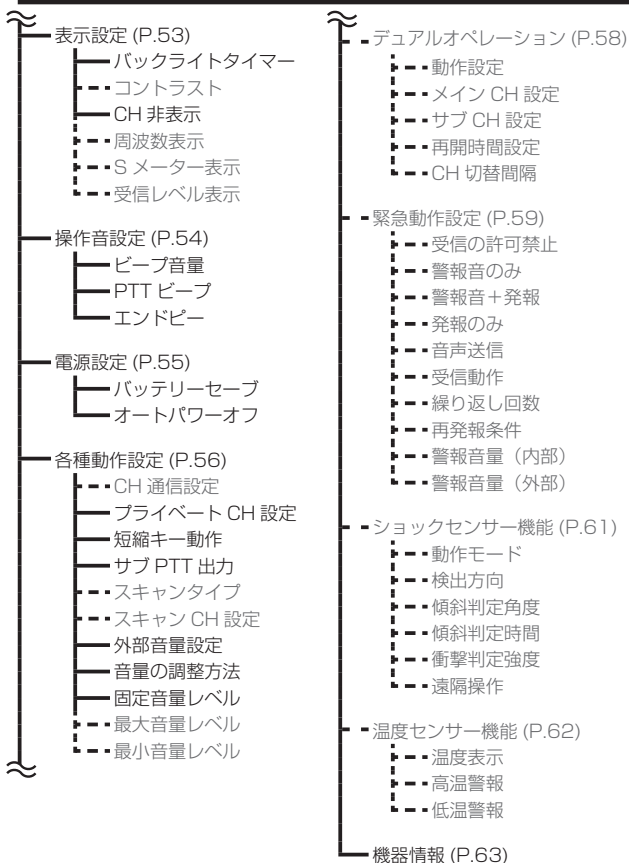 表示設定 (P.53)
バックライトタイマー
コントラスト
CH 非表示
周波数表示
S メーター表示
受信レベル表示
操作音設定 (P.54)
ビープ音量
PTT ビープ
エンドピー
電源設定 (P.55)
バッテリーセーブ
オートパワーオフ
各種動作設定 (P.56)
CH 通信設定
プライベート CH 設定
短縮キー動作
サブ PTT 出力
スキャンタイプ
スキャン CH 設定
外部音量設定
音量の調整方法
固定音量レベル
最大音量レベル
最小音量レベル
デュアルオペレーション (P.58)
動作設定
メイン CH 設定
サブ CH 設定
再開時間設定
CH 切替間隔
緊急動作設定 (P.59)
受信の許可禁止
警報音のみ
警報音＋発報
発報のみ
音声送信
受信動作
繰り返し回数
再発報条件
警報音量（内部）
警報音量（外部）
ショックセンサー機能 (P.61)
動作モード
検出方向
傾斜判定角度
傾斜判定時間
衝撃判定強度
遠隔操作
温度センサー機能 (P.62)
温度表示
高温警報
低温警報
機器情報 (P.63)